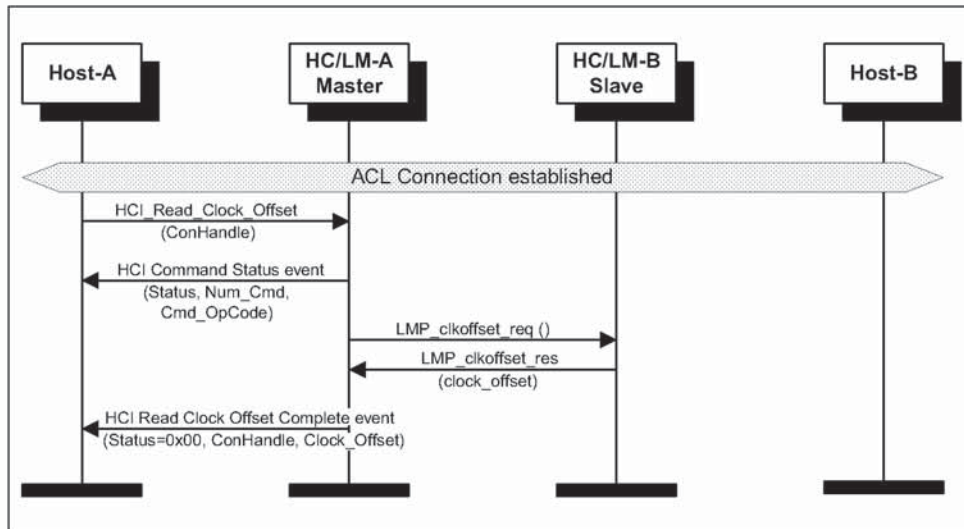 Host-A
HC/LM-A
Master
HC/LM-B
Slave
Host-B
ACL Connection established
HCI_Read_Clock_Offset
(ConHandle)
HCI Command Status event
(Status, Num_Cmd,
Cmd_OpCode)
LMP_clkoffset_req ()
LMP_clkoffset_res
(clock_offset)
HCI Read Clock Offset Complete event
(Status=0x00, ConHandle, Clock_Offset)